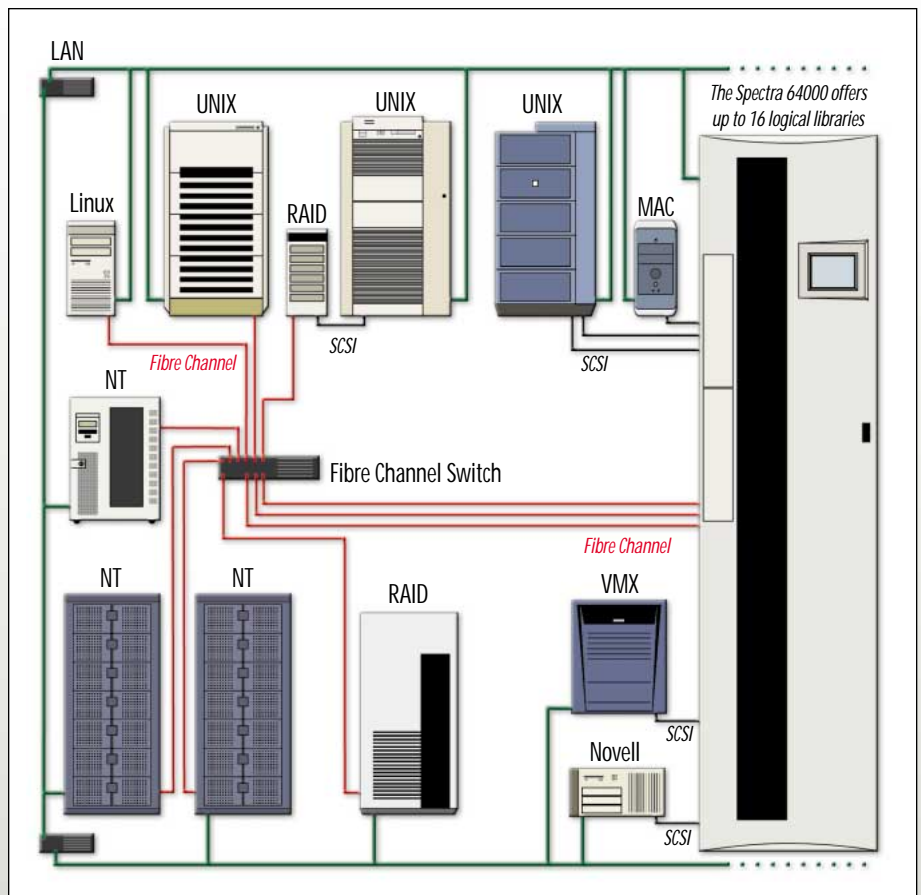 LAN
The Spectra 64000 offers
up to 16 logical libraries
UNIX
UNIX
UNIX
Linux
RAID
MAC
SCSI
Fibre Channel
SCSI
NT
Fibre Channel Switch
Fibre Channel
NT
NT
RAID
VMX
SCSI
Novell
SCSI